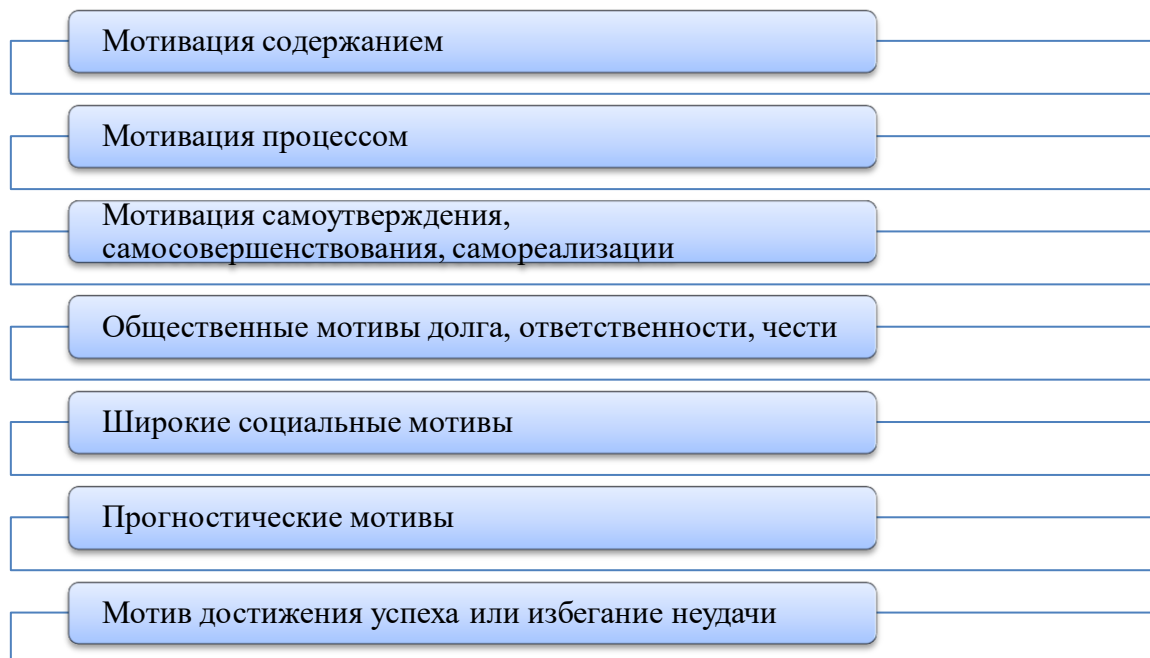 Мотивация содержанием
Мотивация процессом
Мотивация самоутверждения,
самосовершенствования, самореализации
Общественные мотивы долга, ответственности, чести
Широкие социальные мотивы
Прогностические мотивы
Мотив достижения успеха или избегание неудачи